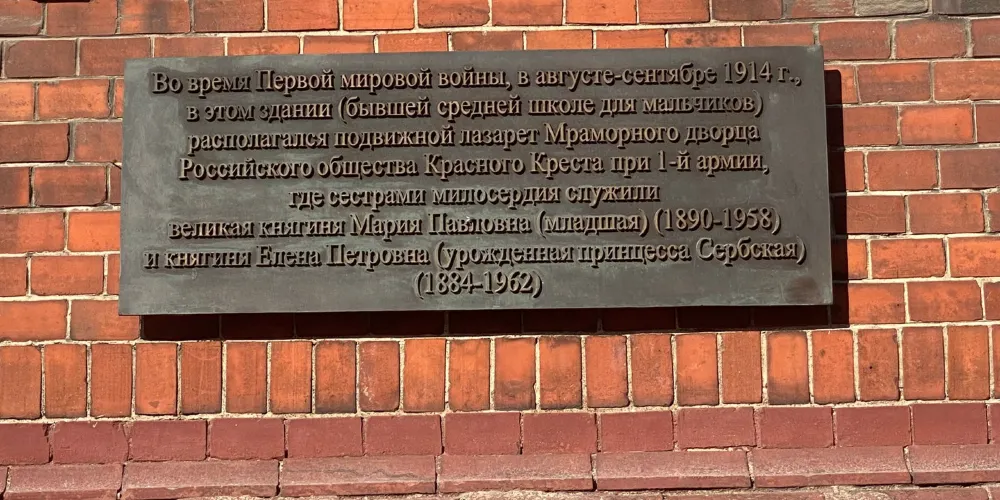 Во время Первой мировой войны, в августе-сентябре 1914 г.,
в этом здании (бывшей средней школе для мальчиков)
располагался подвижной лазарет Мраморного дворца
Российского общества Красного Креста при 1-й армии,
где сестрами милосердия служили
великая княгиня Мария Павловна (младшая) (1890-1958)
и княгиня Елена Петровна (урожденная принцесса Сербская)
(1884-1962)